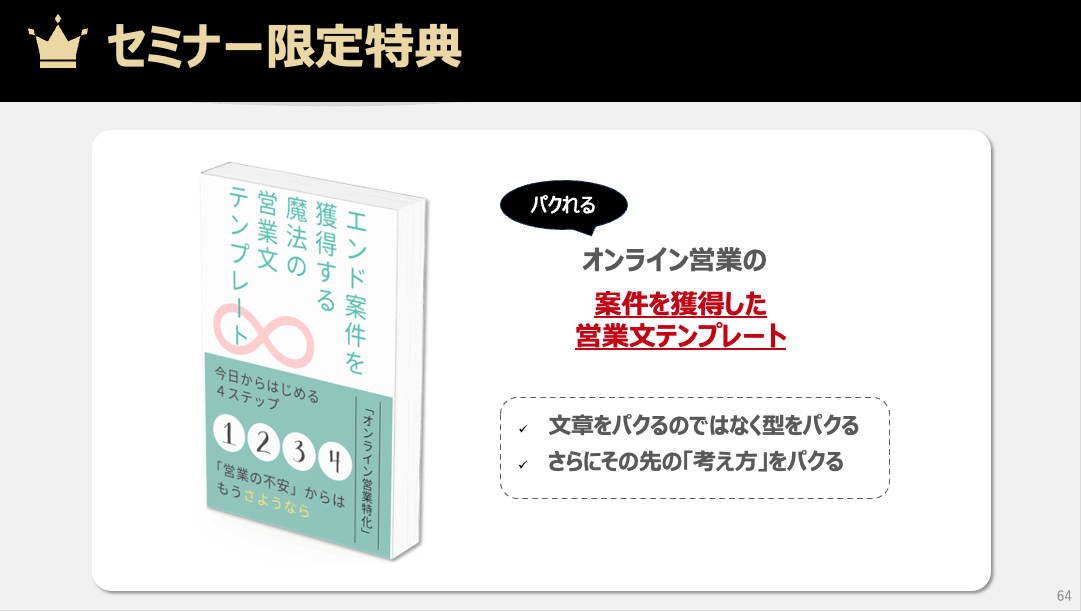 セミナー限定特典
エンド案件を
獲得する
魔法の
営業文
テンプレート
今日からはじめる
4ステップ
1 2 3 4
「営業の不安」からは
もうさようなら
「オンライン営業特化」
パクれる
オンライン営業の
案件を獲得した
営業文テンプレート
✓ 文章をパクるのではなく型をパクる
✓ さらにその先の「考え方」をパクる
64